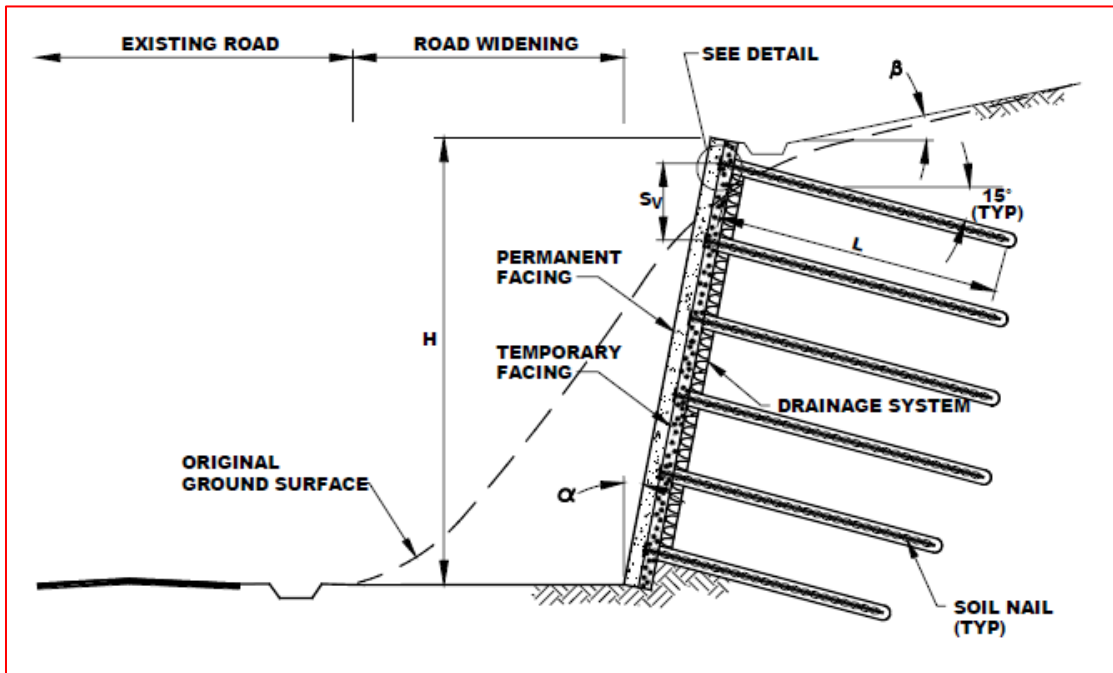 EXISTING ROAD
ROAD WIDENING
SEE DETAIL
β
15°
(TYP)
SV
L
PERMANENT
FACING
H
TEMPORARY
FACING
DRAINAGE SYSTEM
ORIGINAL
GROUND SURFACE
α
SOIL NAIL
(TYP)